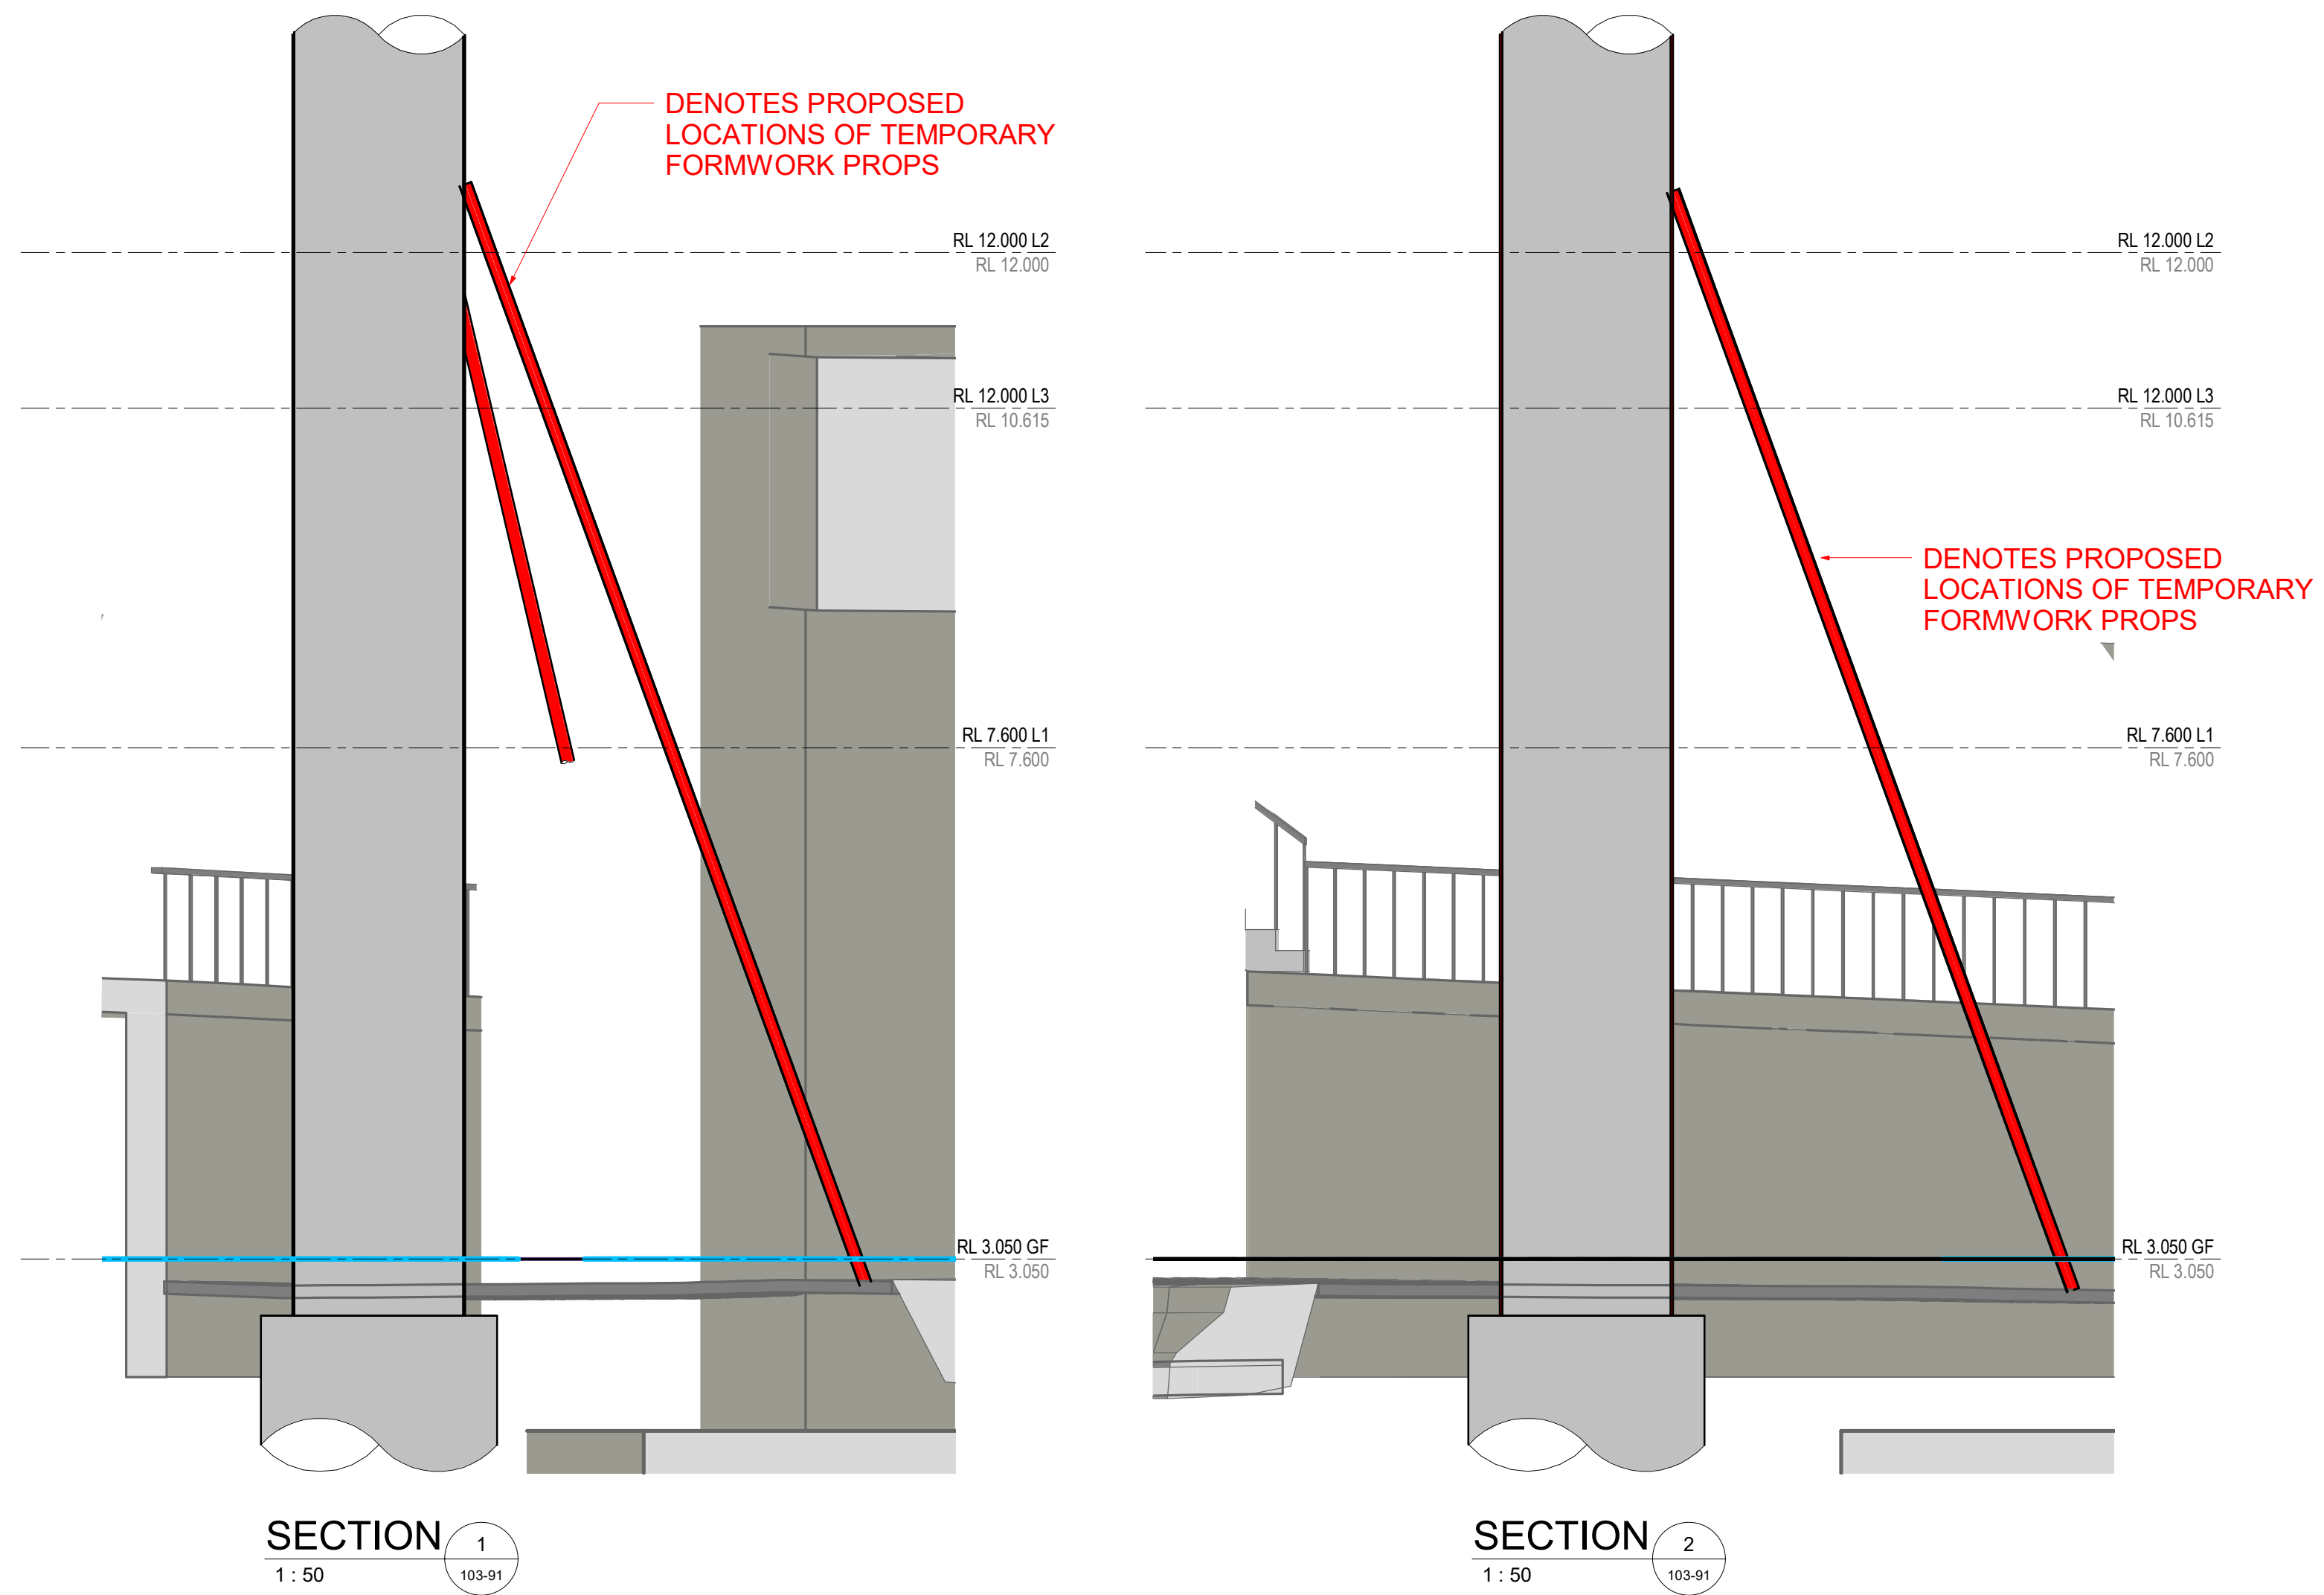 DENOTES PROPOSED
LOCATIONS OF TEMPORARY
FORMWORK PROPS
RL 12.000 L2
RL 12.000
RL 12.000 L3
RL 10.615
RL 7.600 L1
RL 7.600
RL 3.050 GF
RL 3.050
SECTION
1
1 : 50
103-91
RL 12.000 L2
RL 12.000
RL 12.000 L3
RL 10.615
DENOTES PROPOSED
LOCATIONS OF TEMPORARY
FORMWORK PROPS
RL 7.600 L1
RL 7.600
RL 3.050 GF
RL 3.050
SECTION
2
1 : 50
103-91